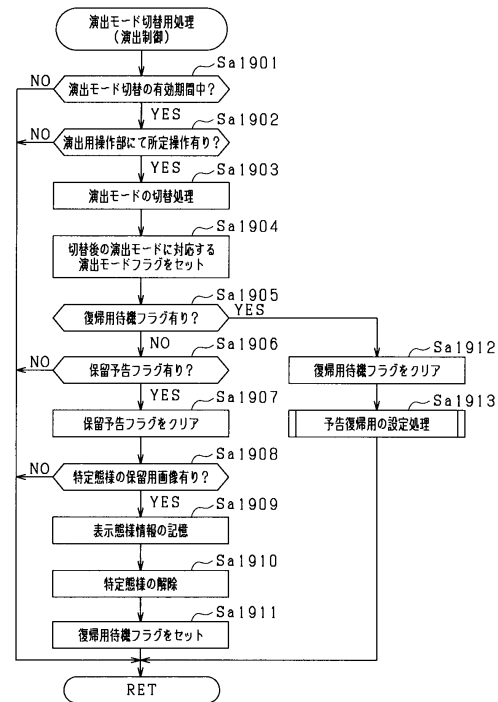 演出モード切替用処理
(演出制御)
Sa1901
演出モード切替の有効期間中?
NO
YES
Sa1902
演出用操作部にて所定操作有り?
NO
YES
Sa1903
演出モードの切替処理
Sa1904
切替後の演出モードに対応する
演出モードフラグをセット
Sa1905
復帰用待機フラグ有り?
YES
NO
Sa1906
保留予告フラグ有り?
NO
YES
Sa1907
保留予告フラグをクリア
Sa1908
特定態様の保留用画像有り?
NO
YES
Sa1909
表示態様情報の記憶
Sa1910
特定態様の解除
Sa1911
復帰用待機フラグをセット
Sa1912
復帰用待機フラグをクリア
Sa1913
予告復帰用の設定処理
RET